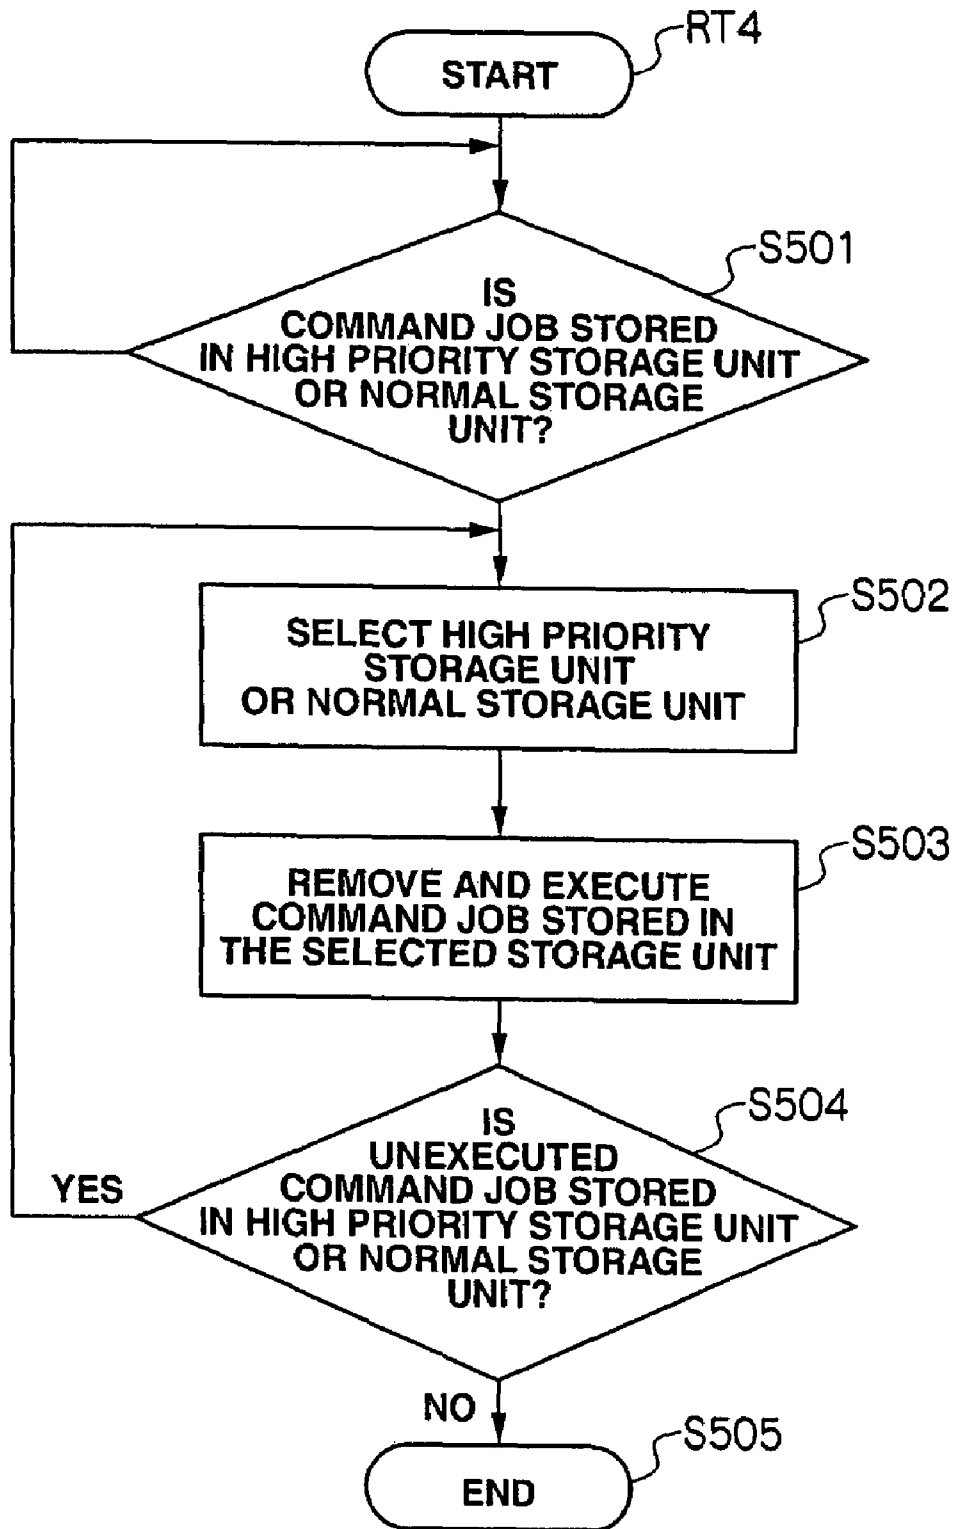 RT4
START
S501
IS
COMMAND JOB STORED
IN HIGH PRIORITY STORAGE UNIT
OR NORMAL STORAGE
UNIT?
S502
SELECT HIGH PRIORITY
STORAGE UNIT
OR NORMAL STORAGE UNIT
S503
REMOVE AND EXECUTE
COMMAND JOB STORED IN
THE SELECTED STORAGE UNIT
S504
IS
UNEXECUTED
COMMAND JOB STORED
IN HIGH PRIORITY STORAGE UNIT
OR NORMAL STORAGE
UNIT?
YES
NO
S505
END